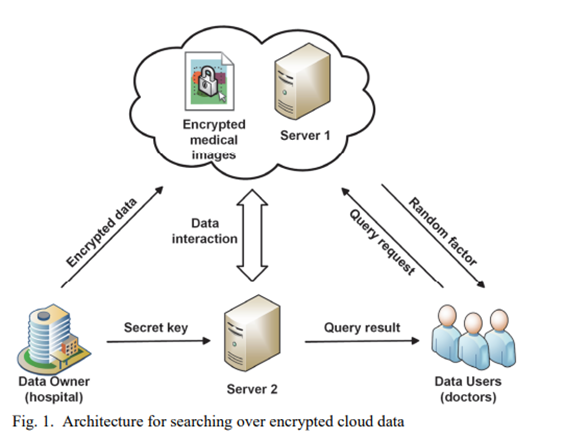 Encrypted
medical
images
Server 1
Encrypted data
Data
interaction
Query request
Random factor
Secret key
Query result
Data Owner
(hospital)
Server 2
Data Users
(doctors)
Fig. 1. Architecture for searching over encrypted cloud data